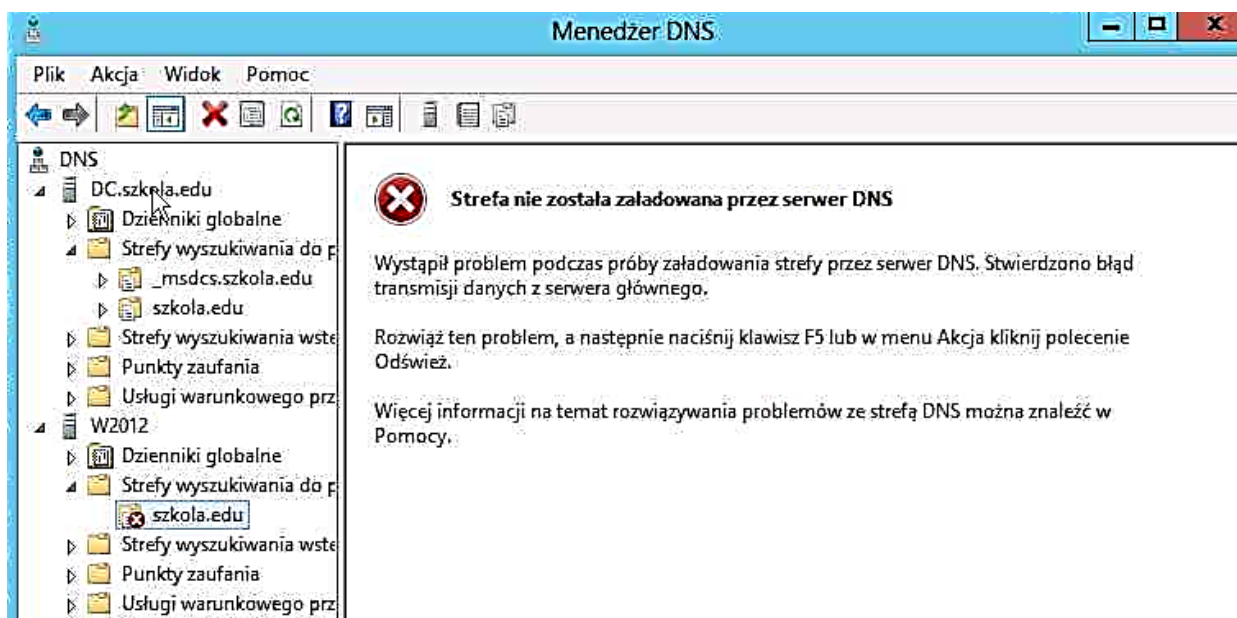 Menedżer DNS
Plik Akcja Widok Pomoc
DNS
DC.szkola.edu
Dzienniki globalne
Strefy wyszukiwania do p
_msdcs.szkola.edu
szkola.edu
Strefy wyszukiwania wste
Punkty zaufania
Usługi warunkowego prz
W2012
Dzienniki globalne
Strefy wyszukiwania do p
szkola.edu
Strefy wyszukiwania wste
Punkty zaufania
Usługi warunkowego prz
Strefa nie została załadowana przez serwer DNS
Wystąpił problem podczas próby załadowania strefy przez serwer DNS. Stwierdzono błąd
transmisji danych z serwera głównego.
Rozwiąż ten problem, a następnie naciśnij klawisz F5 lub w menu Akcja kliknij polecenie
Odśwież.
Więcej informacji na temat rozwiązywania problemów ze strefą DNS można znaleźć w
Pomocy.